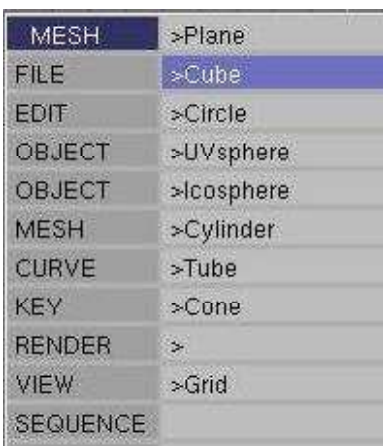 MESH >Plane
FILE >Cube
EDIT >Circle
OBJECT >UVsphere
OBJECT >Icosphere
MESH >Cylinder
CURVE >Tube
KEY >Cone
RENDER >
VIEW >Grid
SEQUENCE